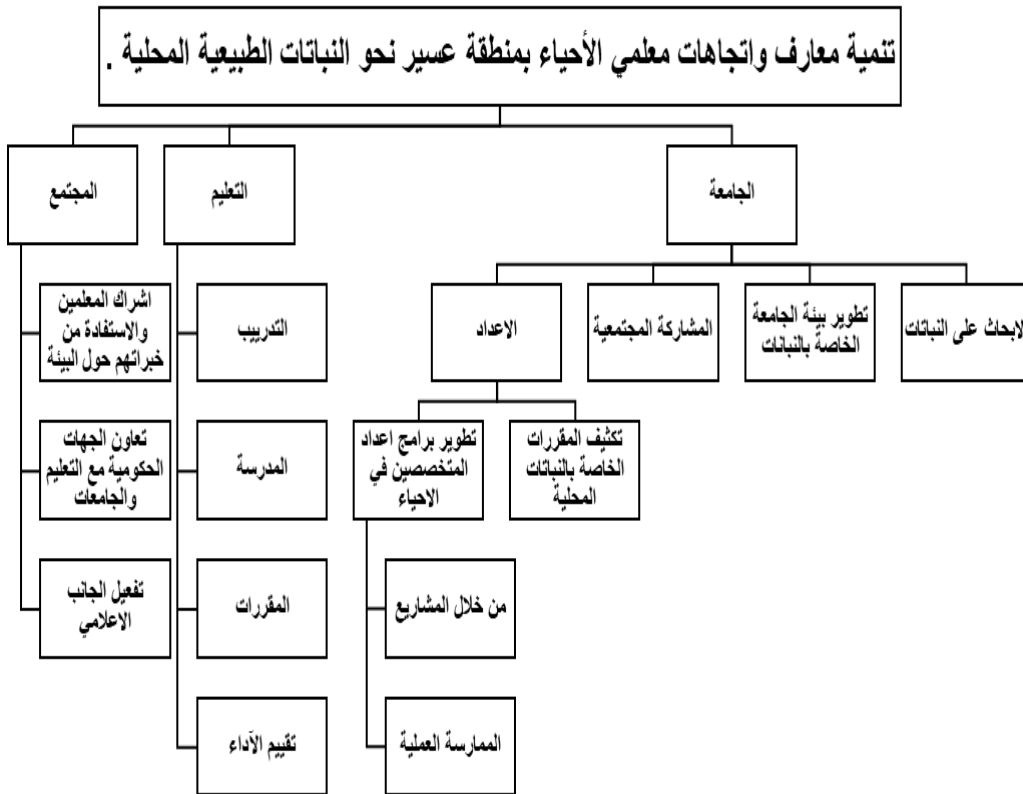 تنمية معارف واتجاهات معلمي الأحياء بمنطقة عسير نحو النباتات الطبيعية المحلية .
الجامعة
التعليم
المجتمع
لابحاث على النباتات
تطوير بيئة الجامعة
الخاصة بالنباتات
المشاركة المجتمعية
الاعداد
تكثيف المقررات
الخاصة بالنباتات
المحلية
تطوير برامج اعداد
المتخصصين في
الاحياء
من خلال المشاريع
الممارسة العملية
التدرييب
المدرسة
المقررات
تقييم الآداء
اشراك المعلمين
والاستفادة من
خبراتهم حول البيئة
تعاون الجهات
الحكومية مع التعليم
والجامعات
تفعيل الجانب
الاعلامي